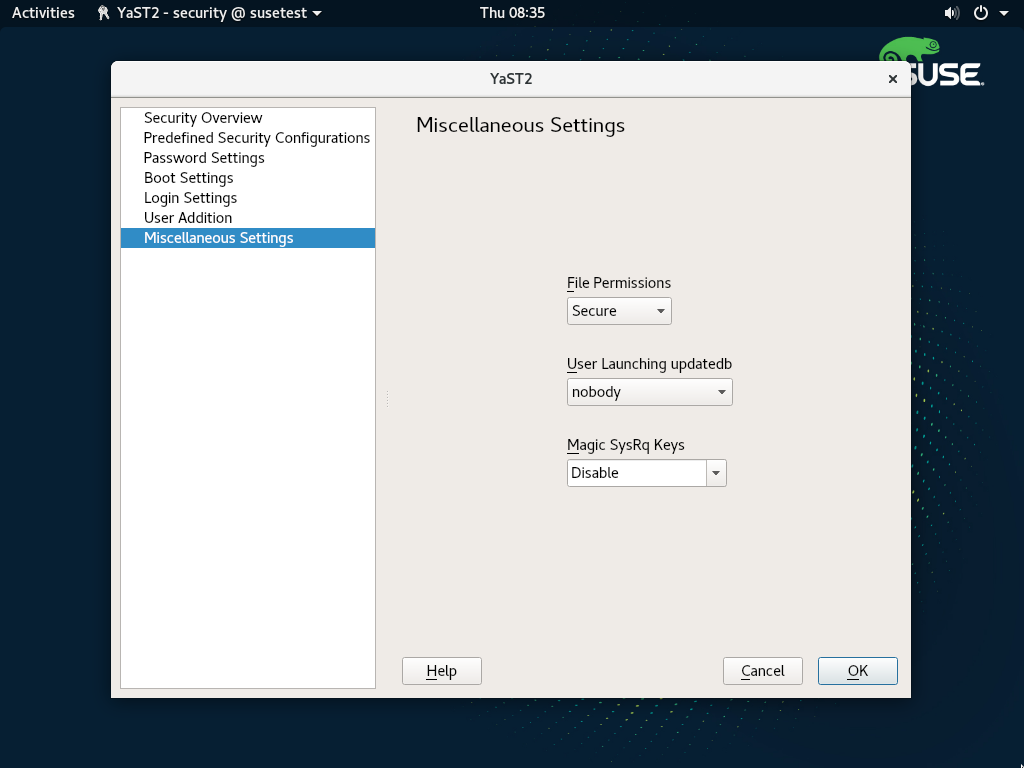 Activities
YaST2 - security @ susetest
Thu 08:35
SUSE
YaST2
Security Overview
Predefined Security Configurations
Password Settings
Boot Settings
Login Settings
User Addition
Miscellaneous Settings
Miscellaneous Settings
File Permissions
Secure
User Launching updatedb
nobody
Magic SysRq Keys
Disable
Help
Cancel
OK